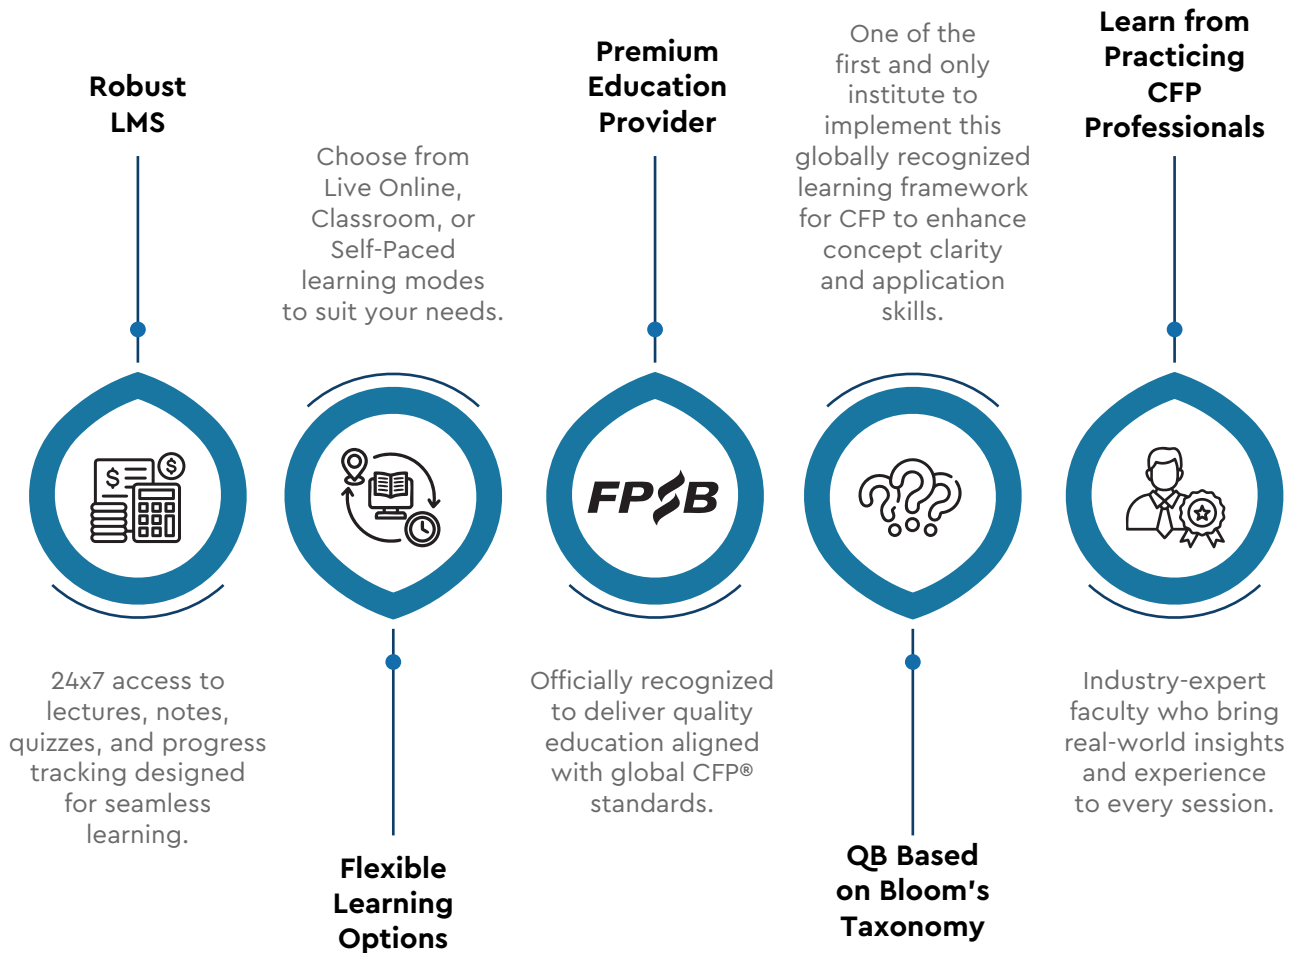 Robust
LMS
24x7 access to
lectures, notes,
quizzes, and progress
tracking designed
for seamless
learning.
Choose from
Live Online,
Classroom, or
Self-Paced
learning modes
to suit your needs.
Flexible
Learning
Options
Premium
Education
Provider
FPSB
Officially recognized
to deliver quality
education aligned
with global CFP®
standards.
One of the
first and only
institute to
implement this
globally recognized
learning framework
for CFP to enhance
concept clarity
and application
skills.
QB Based
on Bloom's
Taxonomy
Learn from
Practicing
CFP
Professionals
Industry-expert
faculty who bring
real-world insights
and experience
to every session.